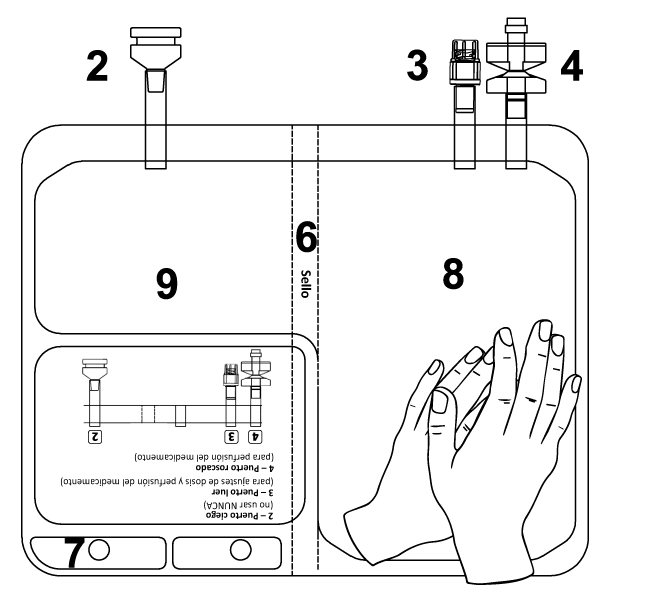 2
3
4
6
Sello
9
8
2 – Puerto ciego
(no usar NUNCA)
3 – Puerto luer
(para ajustes de dosis y perfusión del medicamento)
4 – Puerto roscado
(para perfusión del medicamento)
4 3 2
7